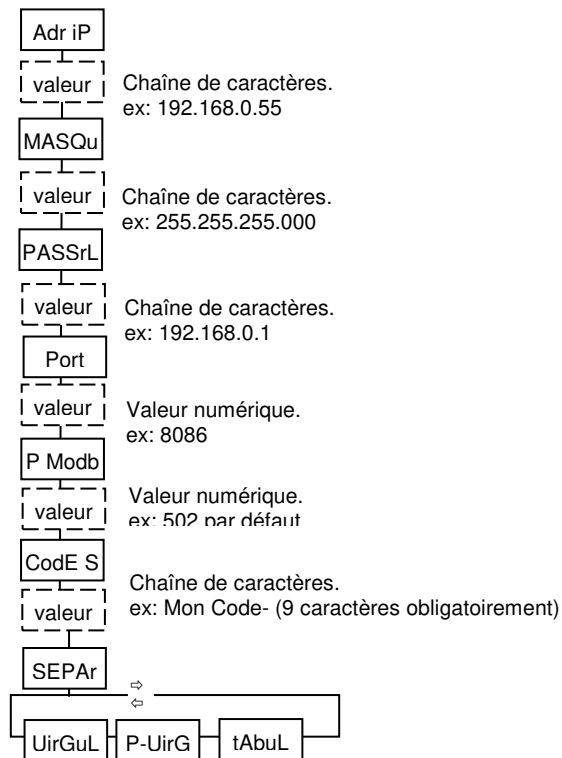 Adr iP
valeur
Chaîne de caractères.
ex: 192.168.0.55
MASQu
valeur
Chaîne de caractères.
ex: 255.255.255.000
PASSrL
valeur
Chaîne de caractères.
ex: 192.168.0.1
Port
valeur
Valeur numérique.
ex: 8086
P Modb
valeur
Valeur numérique.
ex: 502 par défaut
CodE S
valeur
Chaîne de caractères.
ex: Mon Code- (9 caractères obligatoirement)
SEPAr
⇨
⇦
UirGuL P-UirG tAbuL